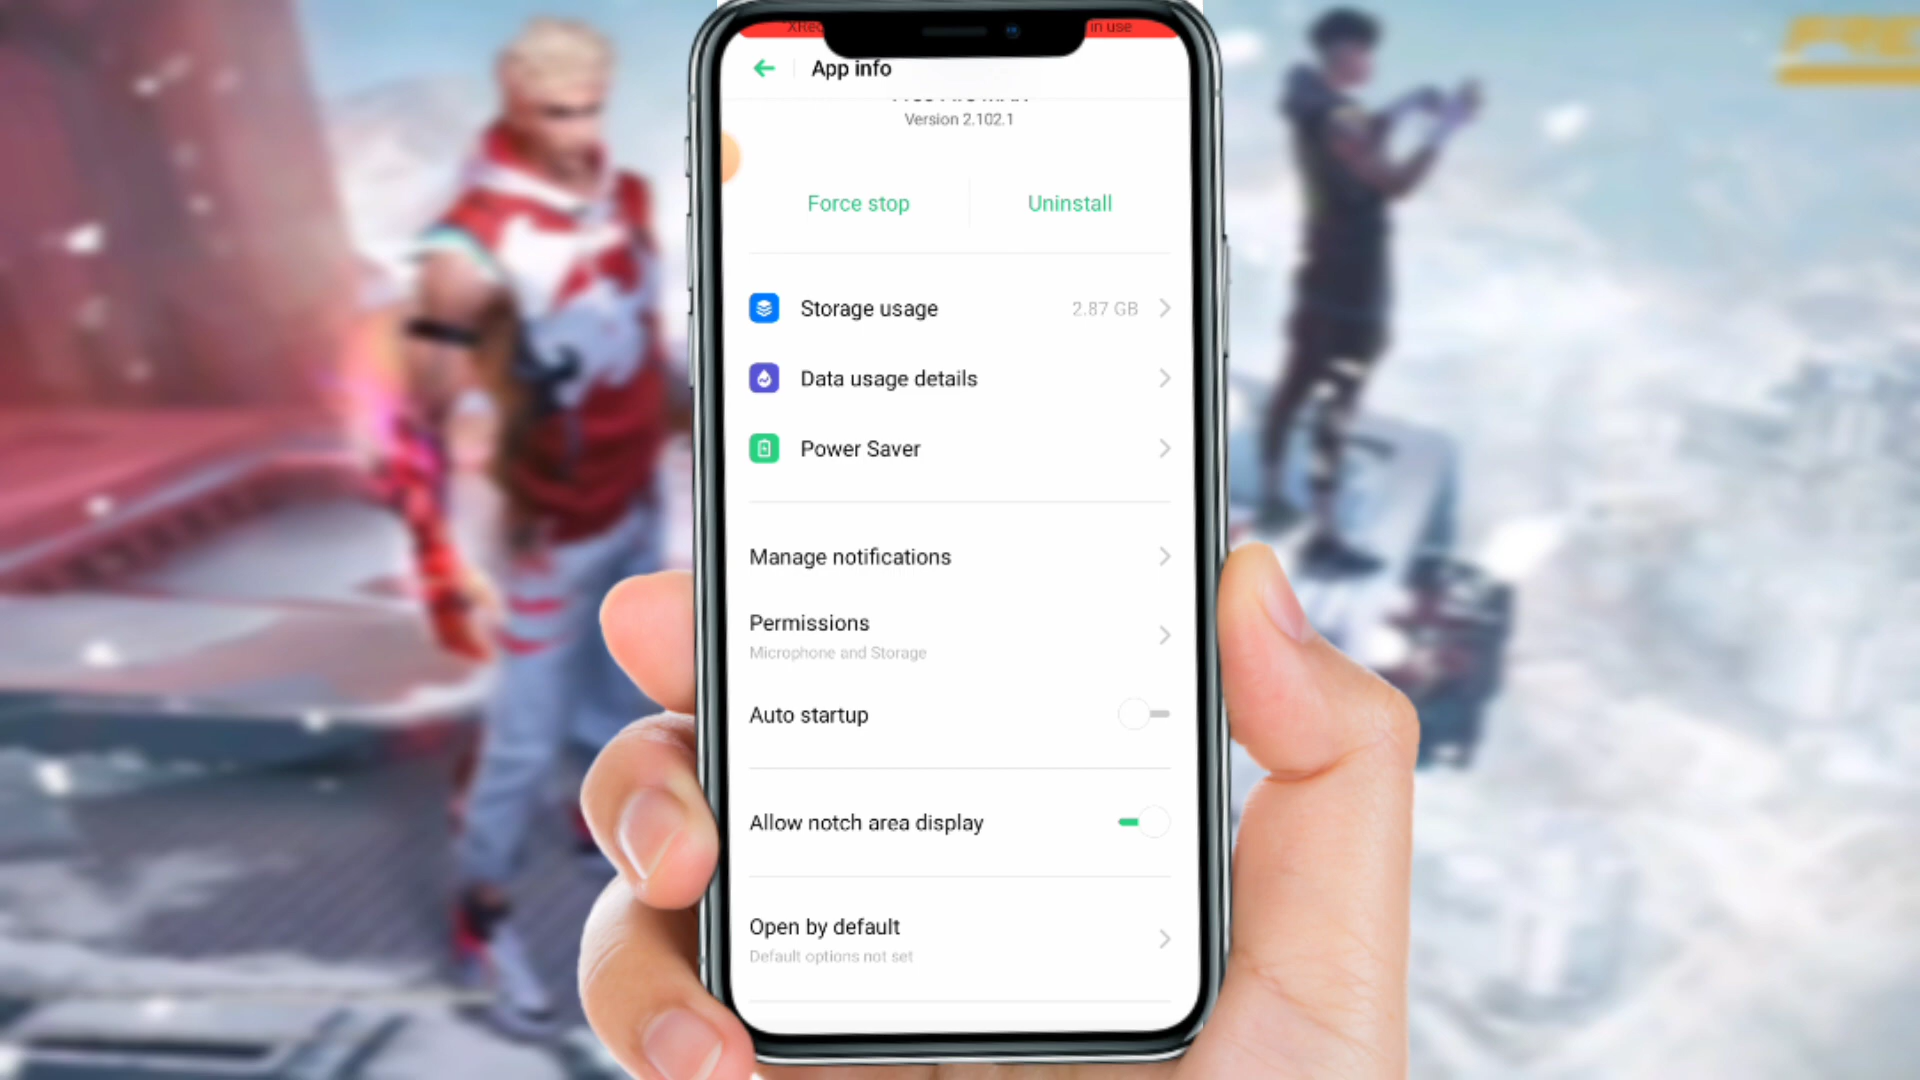 in use
App info
Version 2.102.1
Force stop
Uninstall
Storage usage 2.87 GB
Data usage details
Power Saver
Manage notifications
Permissions
Microphone and Storage
Auto startup
Allow notch area display
Open by default
Default options not set